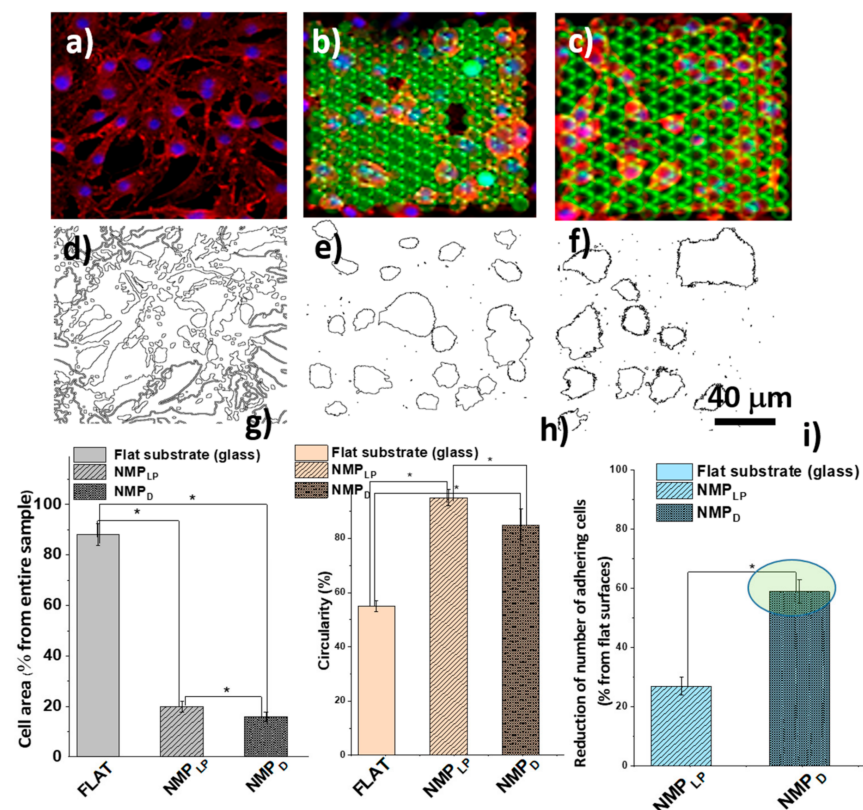 a)
b)
c)
d)
e)
f)
40 μm
g)
Flat substrate (glass)
NMP_LP
NMP_D
Cell area (% from entire sample)
100
80
60
40
20
0
*
*
*
FLAT
NMP_LP
NMP_D
h)
Flat substrate (glass)
NMP_LP
NMP_D
Circularity (%)
80
60
40
20
0
*
*
*
FLAT
NMP_LP
NMP_D
i)
Flat substrate (glass)
NMP_LP
NMP_D
Reduction of number of adhering cells
(% from flat surfaces)
100
80
60
40
20
0
*
NMP_LP
NMP_D